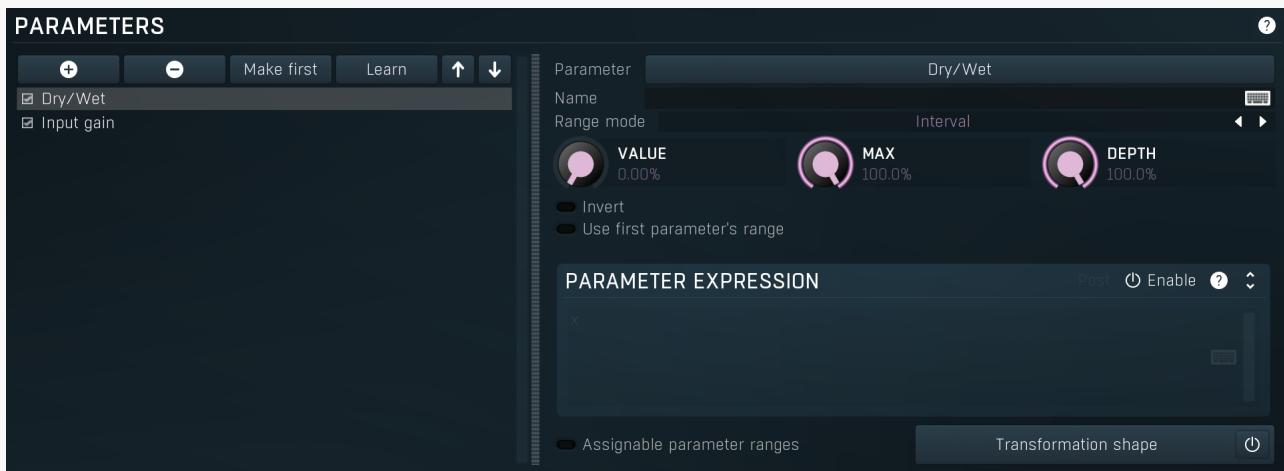 PARAMETERS
Make first Learn
Dry/Wet
Input gain
Parameter Dry/Wet
Name
Range mode Interval
VALUE
0.00%
MAX
100.0%
DEPTH
100.0%
Invert
Use first parameter's range
PARAMETER EXPRESSION Post Enable
x
Assignable parameter ranges Transformation shape